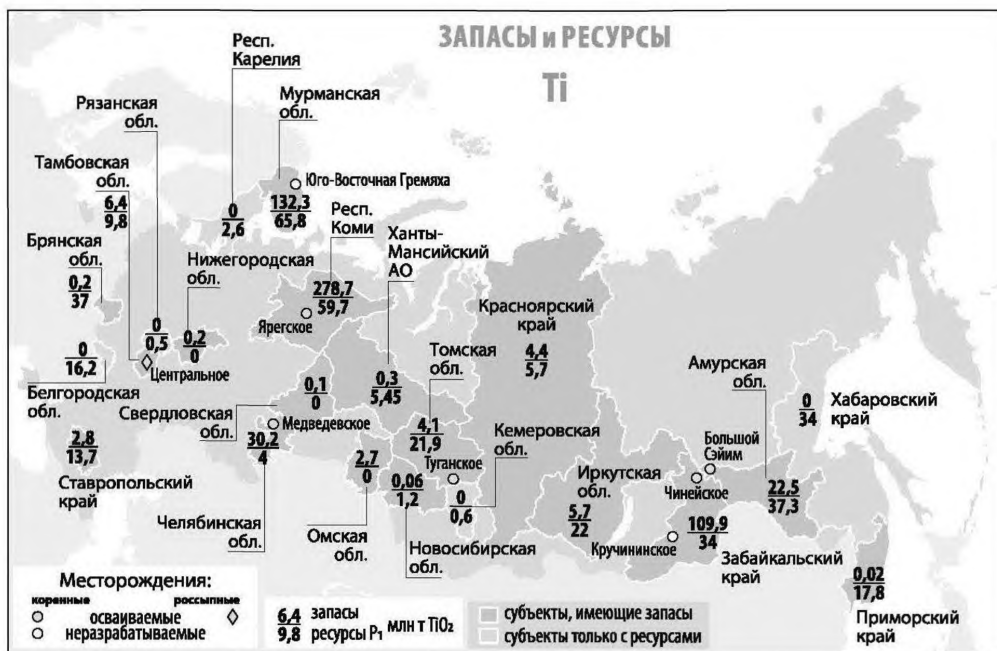 ЗАПАСЫ и РЕСУРСЫ
Ti
Респ.
Карелия
Мурманская
обл.
Рязанская
обл.
Тамбовская
обл.
6,4
9,8
Юго-Восточная Гремяха
132,3
65,8
0
2,6
Респ.
Коми
278,7
59,7
Ярегское
Ханты-
Мансийский
АО
Брянская
обл.
0,2
37
Нижегородская
обл.
0
0,5
0,2
0
Центральное
0
16,2
Белгородская
обл.
Красноярский
край
4,4
5,7
Томская
обл.
0,3
5,45
0,1
0
Свердловская
обл.
Медведевское
30,2
4
4,1
21,9
Туганское
Кемеровская
обл.
Амурская
обл.
0
34
Хабаровский
край
2,8
13,7
Ставропольский
край
Челябинская
обл.
2,7
0
Омская
обл.
0,06
1,2
Новосибирская
обл.
0
0,6
Иркутская
обл.
5,7
22
Большой
Сэйим
Чинейское
22,5
37,3
Кручининское
109,9
34
Забайкальский
край
0,02
17,8
Приморский
край
Месторождения:
коренные россыпные
осваиваемые
неразрабатываемые
6,4 запасы
9,8 ресурсы P₁ млн т TiO₂
субъекты, имеющие запасы
субъекты только с ресурсами